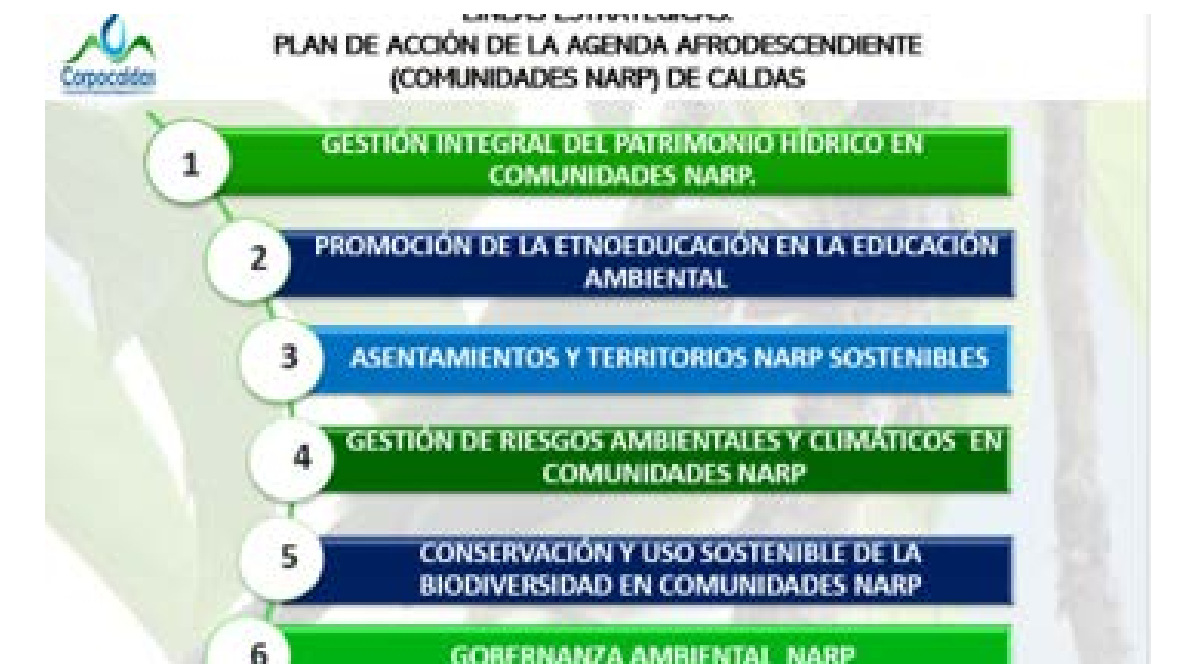 LINEAS ESTRATEGICAS:
PLAN DE ACCIÓN DE LA AGENDA AFRODESCENDIENTE
(COMUNIDADES NARP) DE CALDAS
Corpocaldas
1
GESTIÓN INTEGRAL DEL PATRIMONIO HÍDRICO EN
COMUNIDADES NARP.
2
PROMOCIÓN DE LA ETNOEDUCACIÓN EN LA EDUCACIÓN
AMBIENTAL
3
ASENTAMIENTOS Y TERRITORIOS NARP SOSTENIBLES
4
GESTIÓN DE RIESGOS AMBIENTALES Y CLIMÁTICOS EN
COMUNIDADES NARP
5
CONSERVACIÓN Y USO SOSTENIBLE DE LA
BIODIVERSIDAD EN COMUNIDADES NARP
6
GOBERNANZA AMBIENTAL NARP